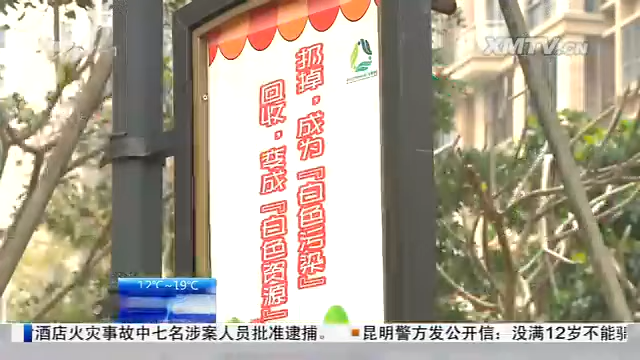 XMTV.CN
扔掉，成为『白色污染』
回收，变成『白色资源』
12℃~19℃
酒店火灾事故中七名涉案人员批准逮捕。 ■昆明警方发公开信：没满12岁不能骑